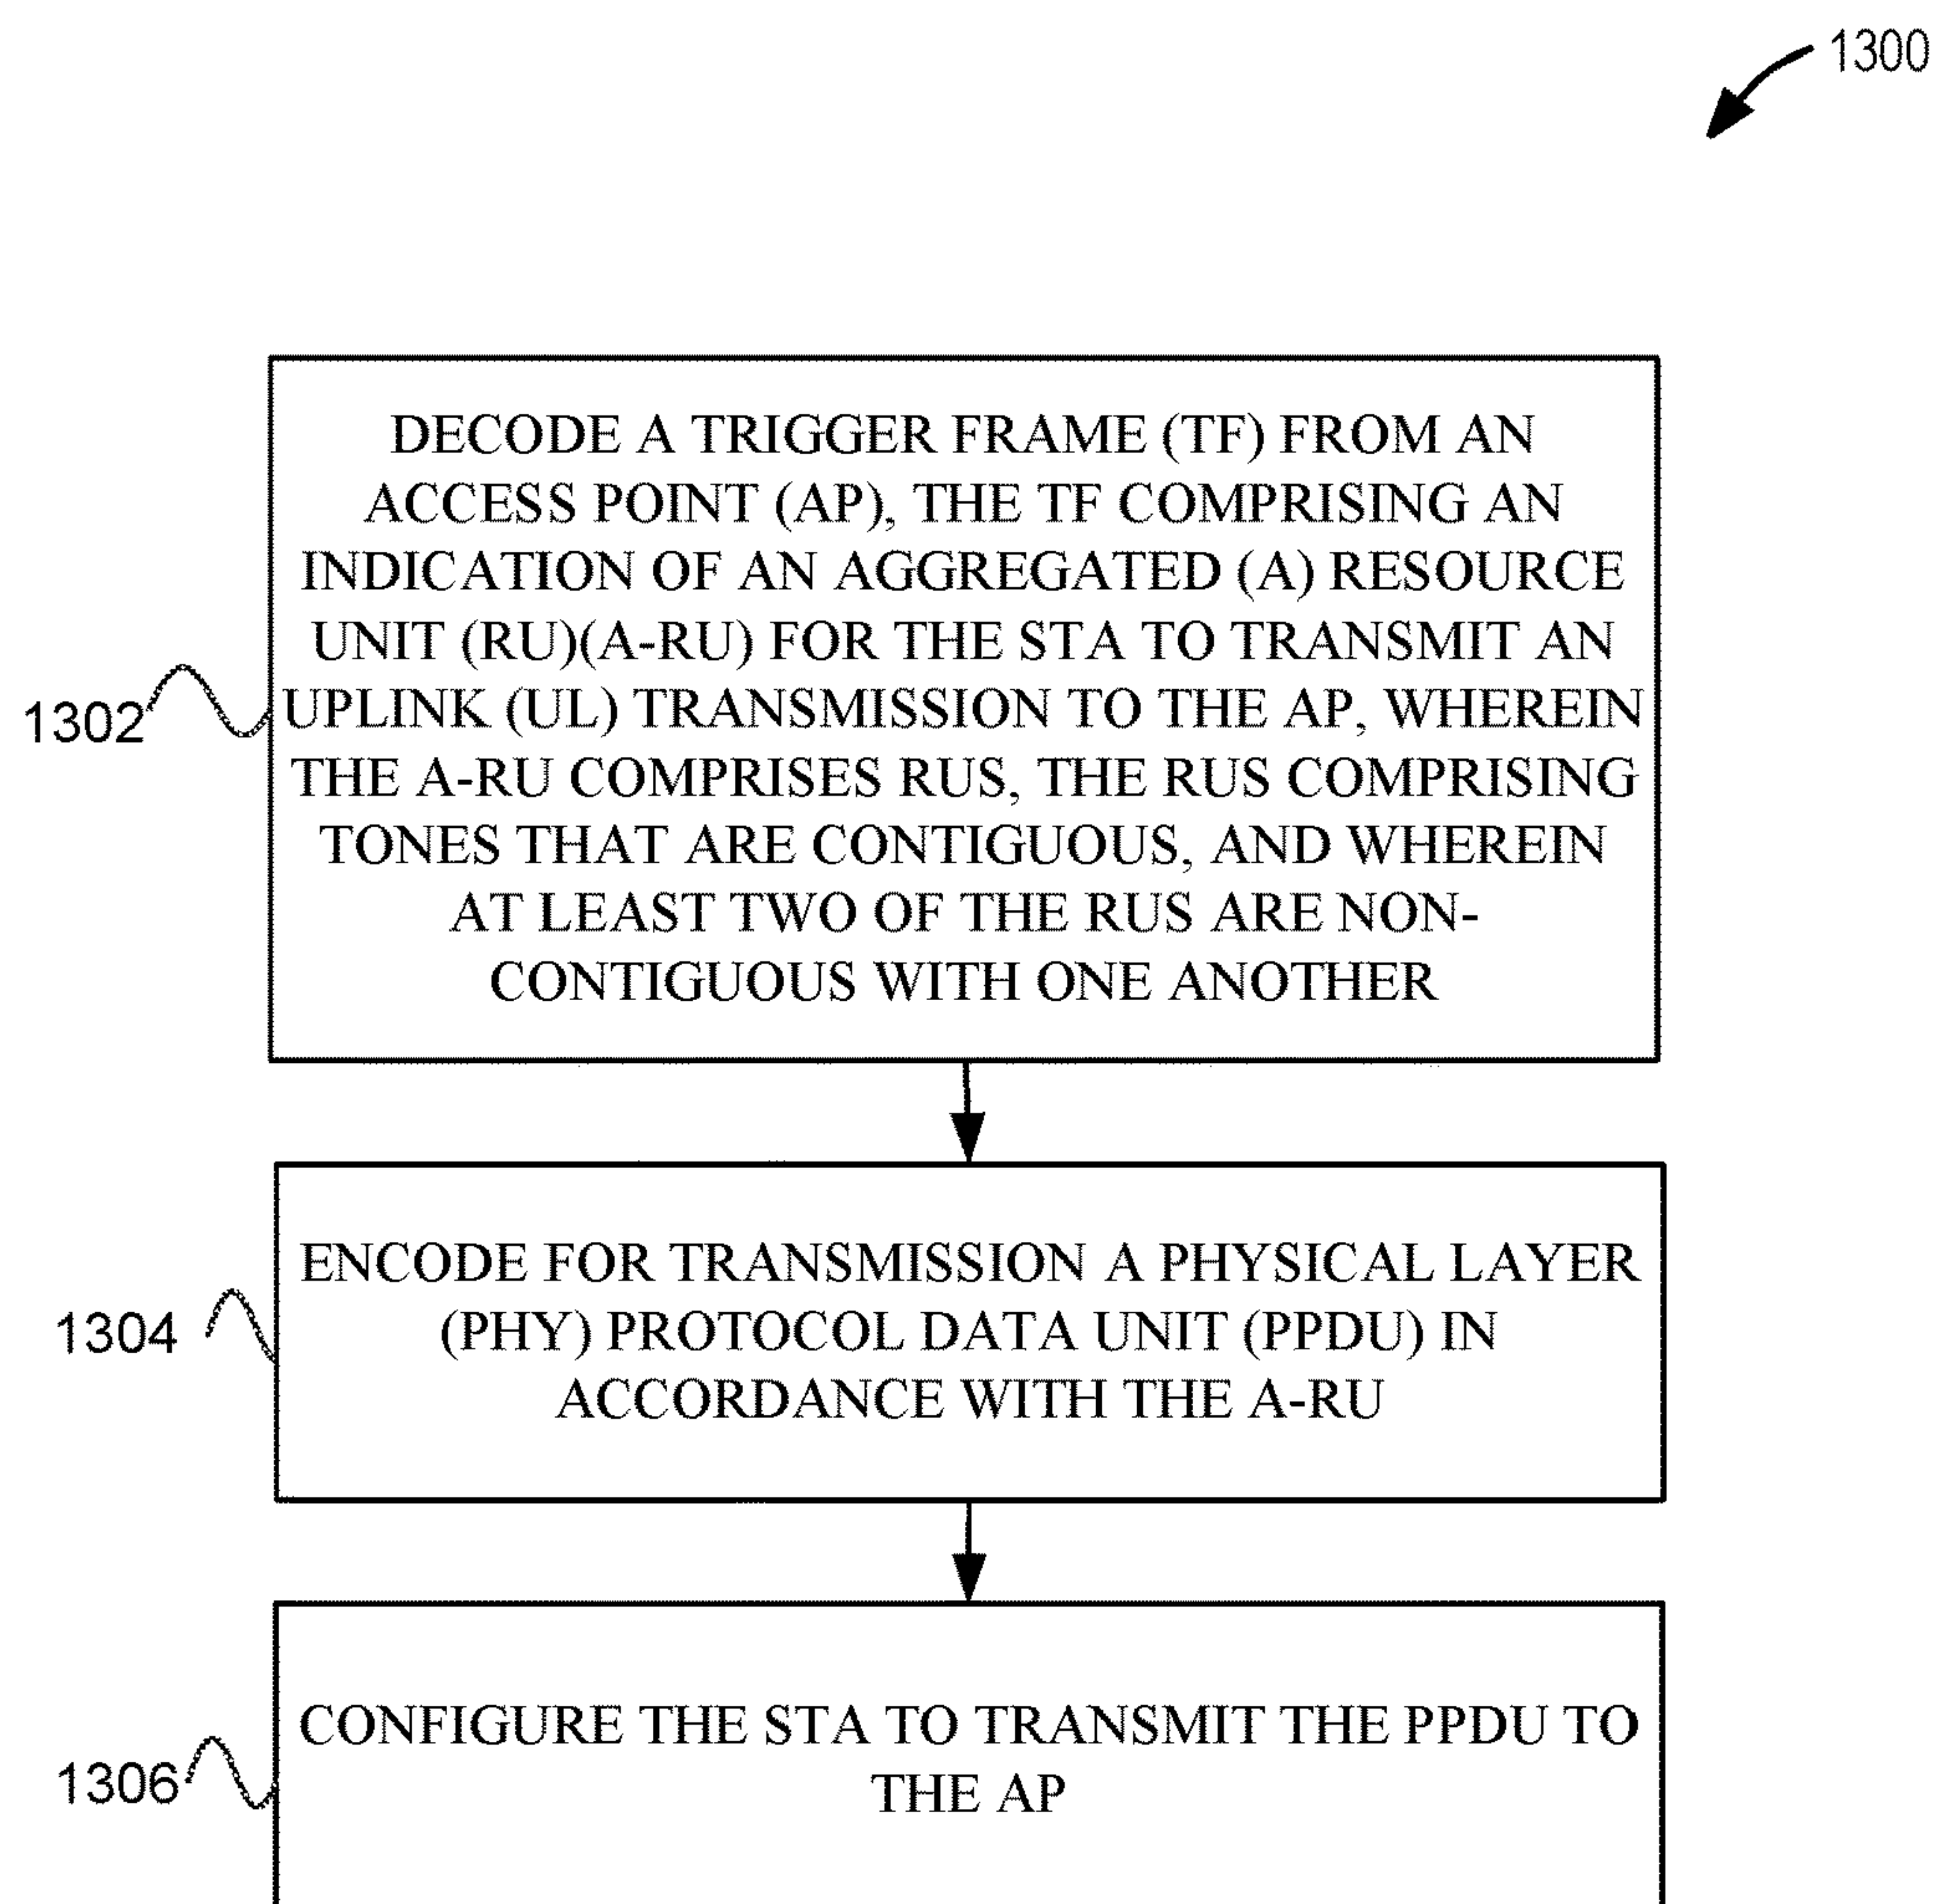 1300
DECODE A TRIGGER FRAME (TF) FROM AN
ACCESS POINT (AP), THE TF COMPRISING AN
INDICATION OF AN AGGREGATED (A) RESOURCE
UNIT (RU)(A-RU) FOR THE STA TO TRANSMIT AN
UPLINK (UL) TRANSMISSION TO THE AP, WHEREIN
THE A-RU COMPRISES RUS, THE RUS COMPRISING
TONES THAT ARE CONTIGUOUS, AND WHEREIN
AT LEAST TWO OF THE RUS ARE NON-
CONTIGUOUS WITH ONE ANOTHER
1302
ENCODE FOR TRANSMISSION A PHYSICAL LAYER
(PHY) PROTOCOL DATA UNIT (PPDU) IN
ACCORDANCE WITH THE A-RU
1304
CONFIGURE THE STA TO TRANSMIT THE PPDU TO
THE AP
1306